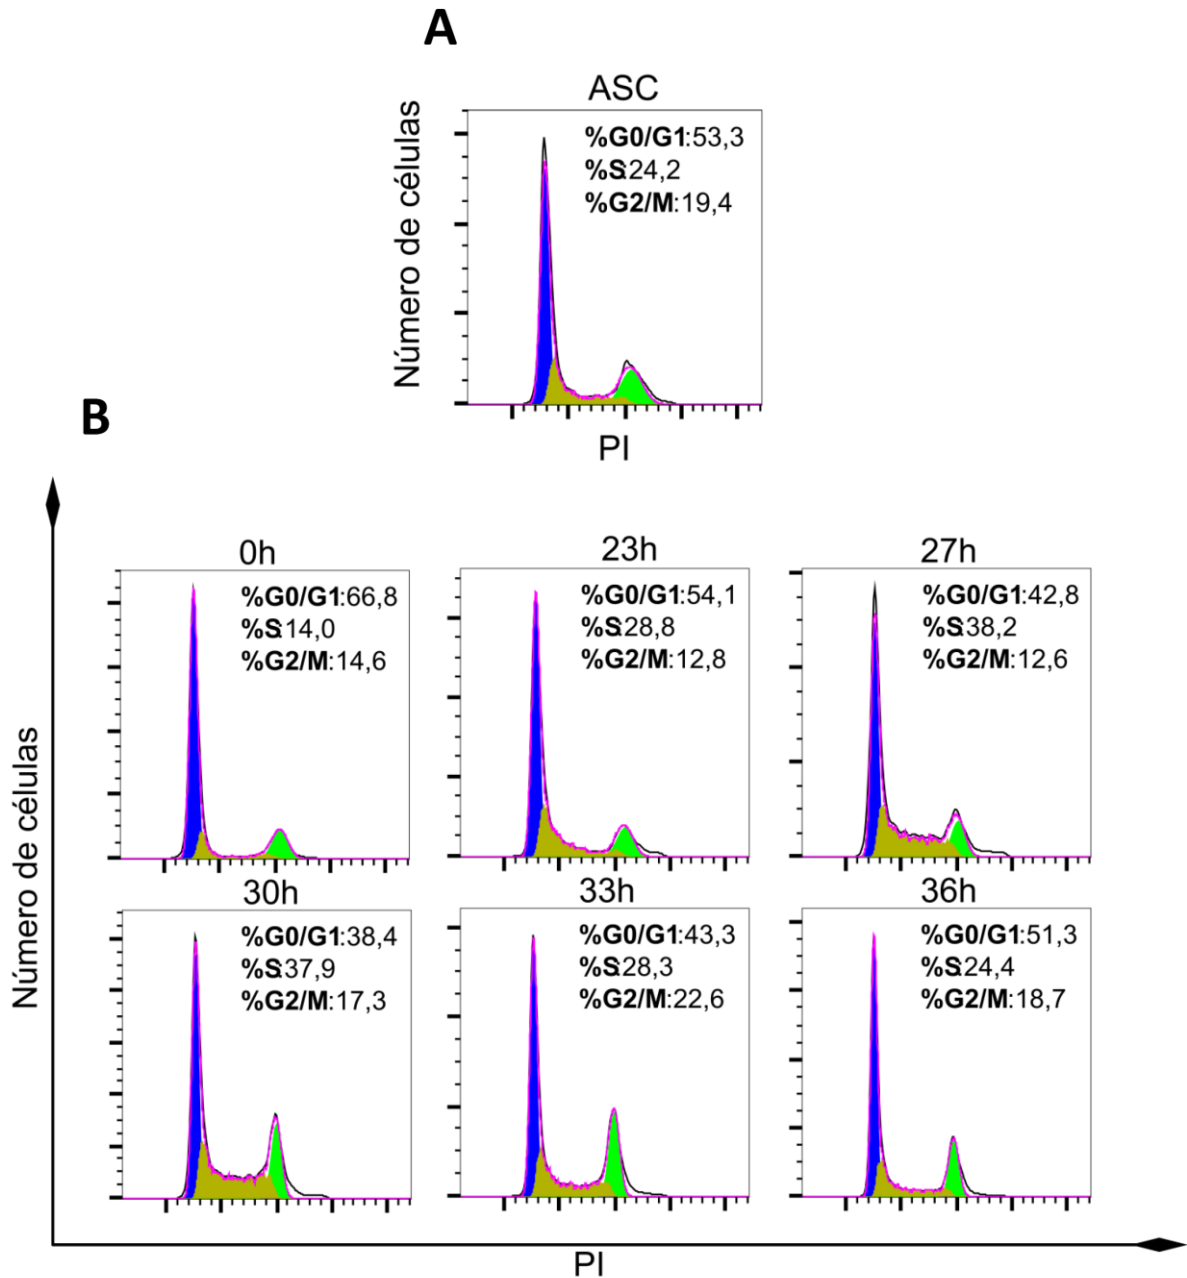 A
ASC
%G0/G1:53,3
%S:24,2
%G2/M:19,4
Número de células
PI
B
0h
%G0/G1:66,8
%S:14,0
%G2/M:14,6
23h
%G0/G1:54,1
%S:28,8
%G2/M:12,8
27h
%G0/G1:42,8
%S:38,2
%G2/M:12,6
30h
%G0/G1:38,4
%S:37,9
%G2/M:17,3
33h
%G0/G1:43,3
%S:28,3
%G2/M:22,6
36h
%G0/G1:51,3
%S:24,4
%G2/M:18,7
Número de células
PI